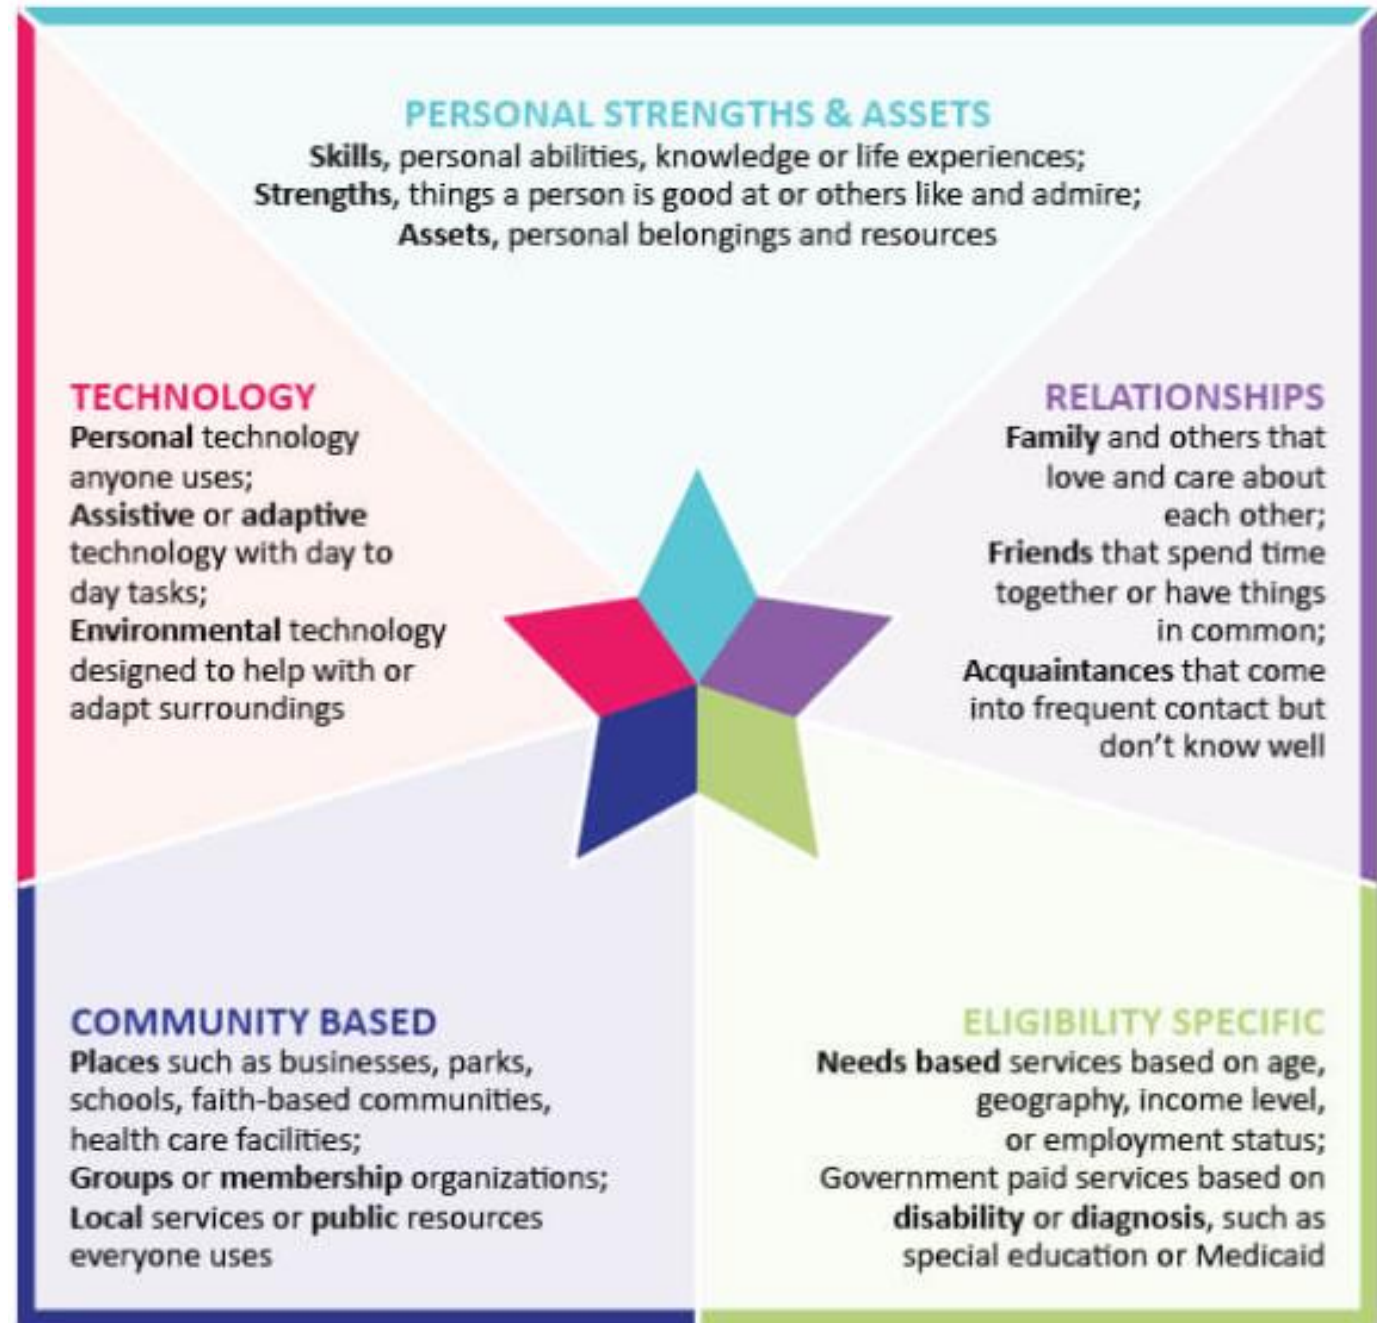 PERSONAL STRENGTHS & ASSETS
Skills, personal abilities, knowledge or life experiences;
Strengths, things a person is good at or others like and admire;
Assets, personal belongings and resources
TECHNOLOGY
Personal technology
anyone uses;
Assistive or adaptive
technology with day to
day tasks;
Environmental technology
designed to help with or
adapt surroundings
RELATIONSHIPS
Family and others that
love and care about
each other;
Friends that spend time
together or have things
in common;
Acquaintances that come
into frequent contact but
don't know well
COMMUNITY BASED
Places such as businesses, parks,
schools, faith-based communities,
health care facilities;
Groups or membership organizations;
Local services or public resources
everyone uses
ELIGIBILITY SPECIFIC
Needs based services based on age,
geography, income level,
or employment status;
Government paid services based on
disability or diagnosis, such as
special education or Medicaid